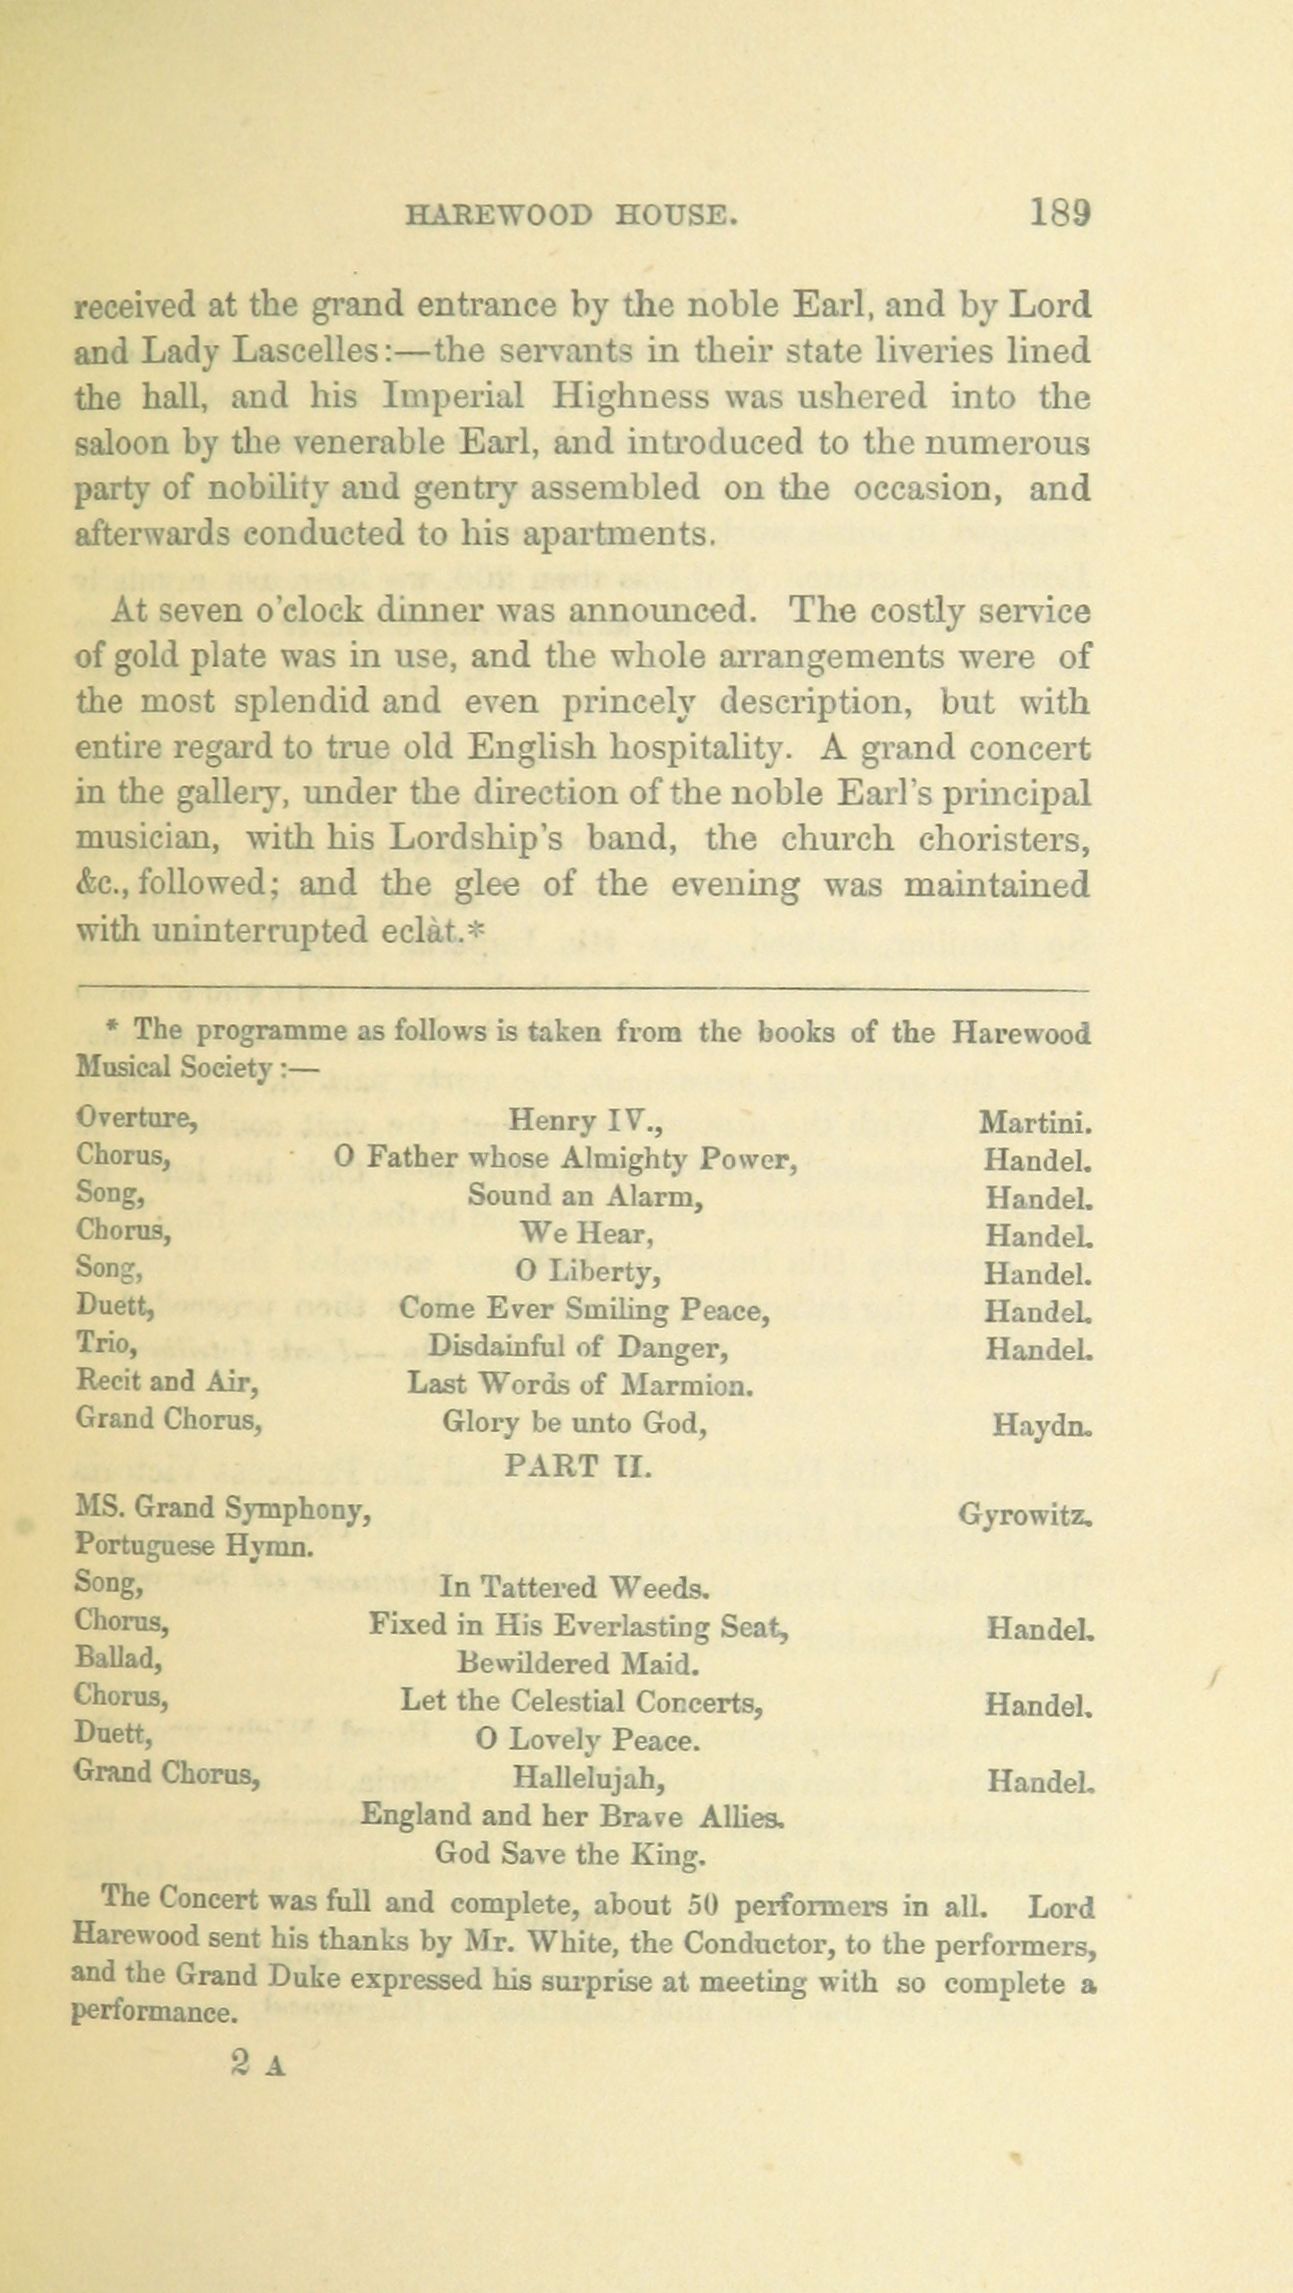 HAREWOOD HOUSE. 189
received at the grand entrance by the noble Earl, and by Lord
and Lady Lascelles:—the servants in their state liveries lined
the hall, and his Imperial Highness was ushered into the
saloon by the venerable Earl, and introduced to the numerous
party of nobility and gentry assembled on the occasion, and
afterwards conducted to his apartments.
At seven o'clock dinner was announced. The costly service
of gold plate was in use, and the whole arrangements were of
the most splendid and even princely description, but with
entire regard to true old English hospitality. A grand concert
in the gallery, under the direction of the noble Earl's principal
musician, with his Lordship's band, the church choristers,
&c., followed; and the glee of the evening was maintained
with uninterrupted eclàt.*
* The programme as follows is taken from the books of the Harewood
Musical Society:—
Overture, Henry IV., Martini.
Chorus, O Father whose Almighty Power, Handel.
Song, Sound an Alarm, Handel.
Chorus, We Hear, Handel.
Song, O Liberty, Handel.
Duett, Come Ever Smiling Peace, Handel.
Trio, Disdainful of Danger, Handel.
Recit and Air, Last Words of Marmion.
Grand Chorus, Glory be unto God, Haydn.
PART II.
MS. Grand Symphony, Gyrowitz.
Portuguese Hymn.
Song, In Tattered Weeds.
Chorus, Fixed in His Everlasting Seat, Handel.
Ballad, Bewildered Maid.
Chorus, Let the Celestial Concerts, Handel.
Duett, O Lovely Peace.
Grand Chorus, Hallelujah, Handel.
England and her Brave Allies.
God Save the King.
The Concert was full and complete, about 50 performers in all. Lord
Harewood sent his thanks by Mr. White, the Conductor, to the performers,
and the Grand Duke expressed his surprise at meeting with so complete a
performance.
2 A